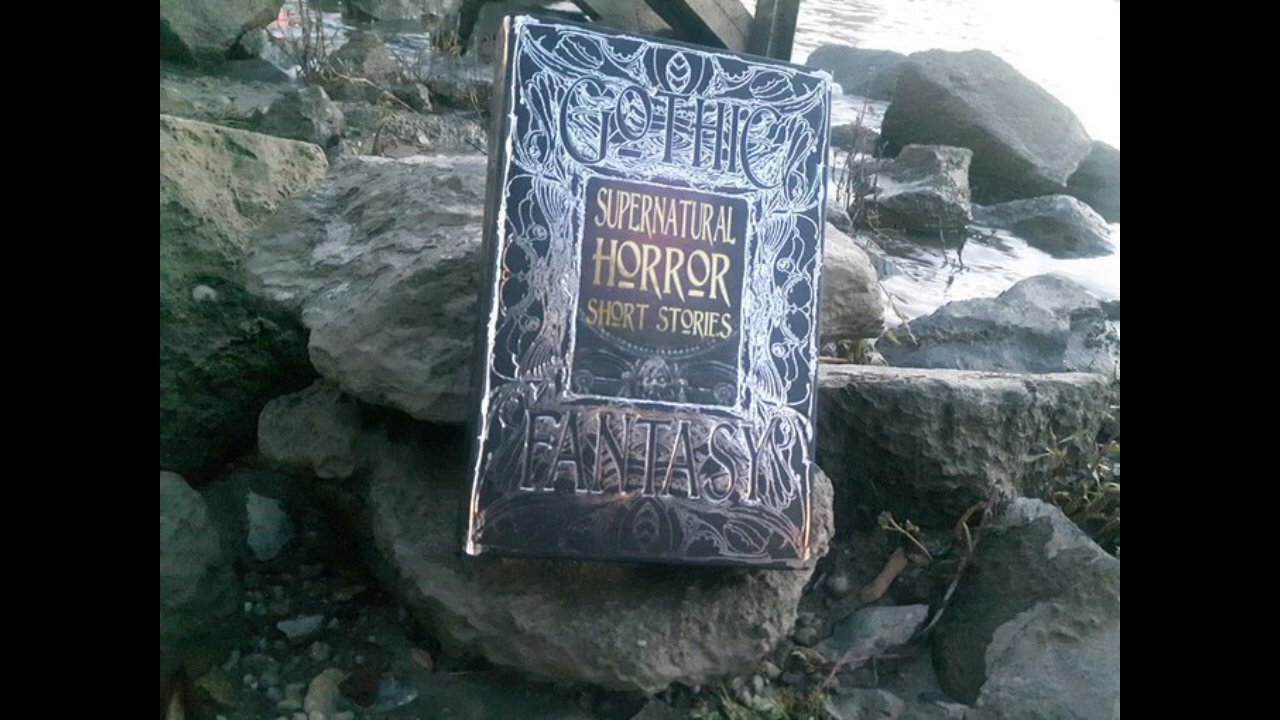 GOTHIC
SUPERNATURAL
HORROR
SHORT STORIES
FANTASY